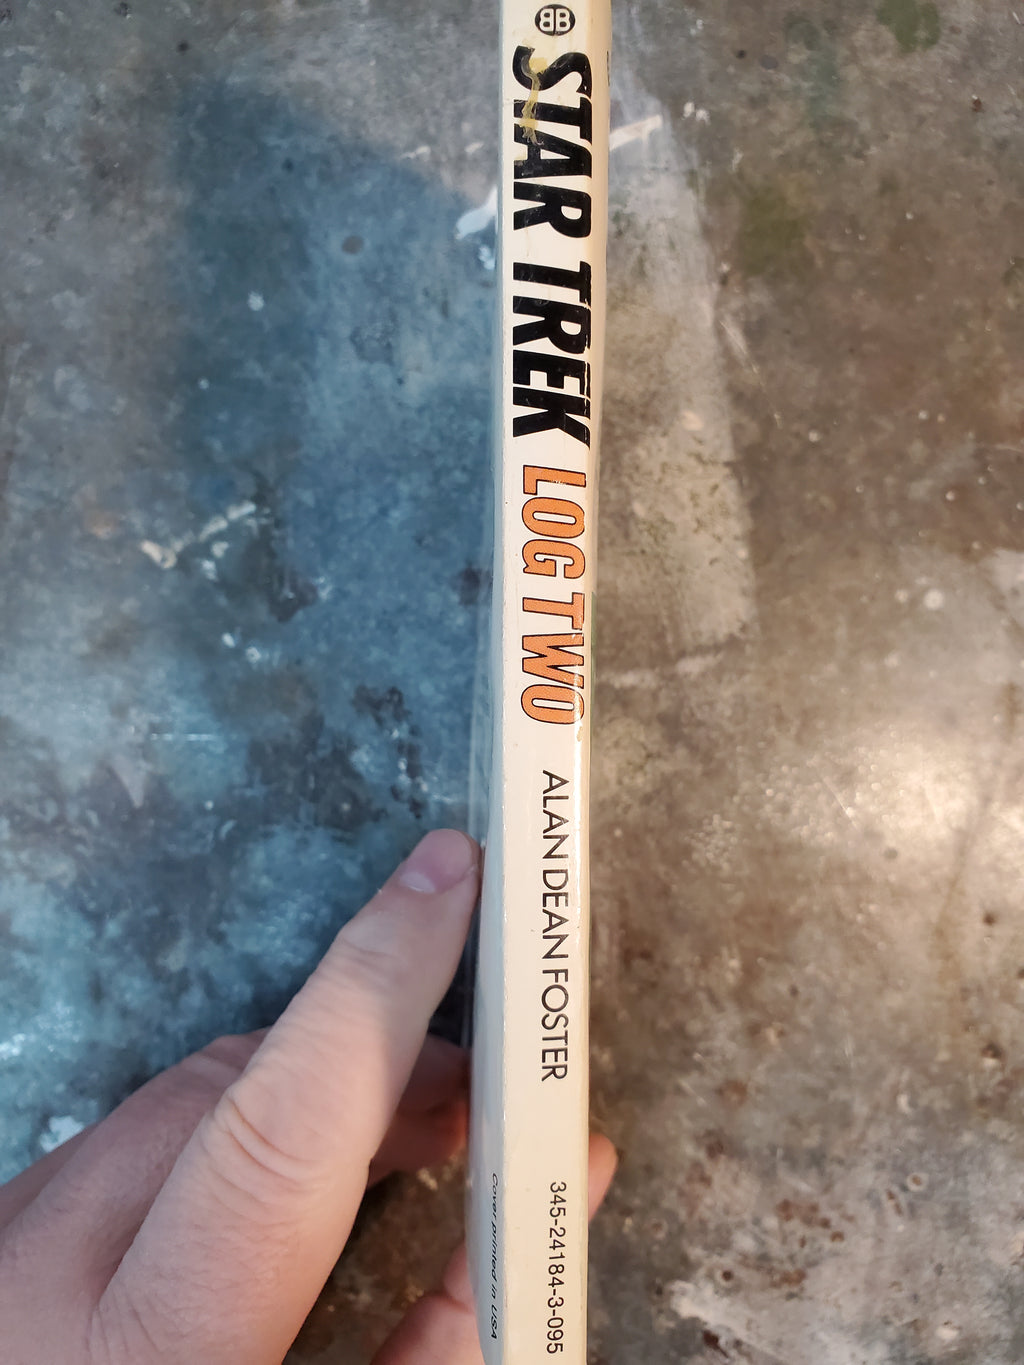 BB
STAR TREK LOG TWO
ALAN DEAN FOSTER
345-24184-3-095
Cover printed in USA